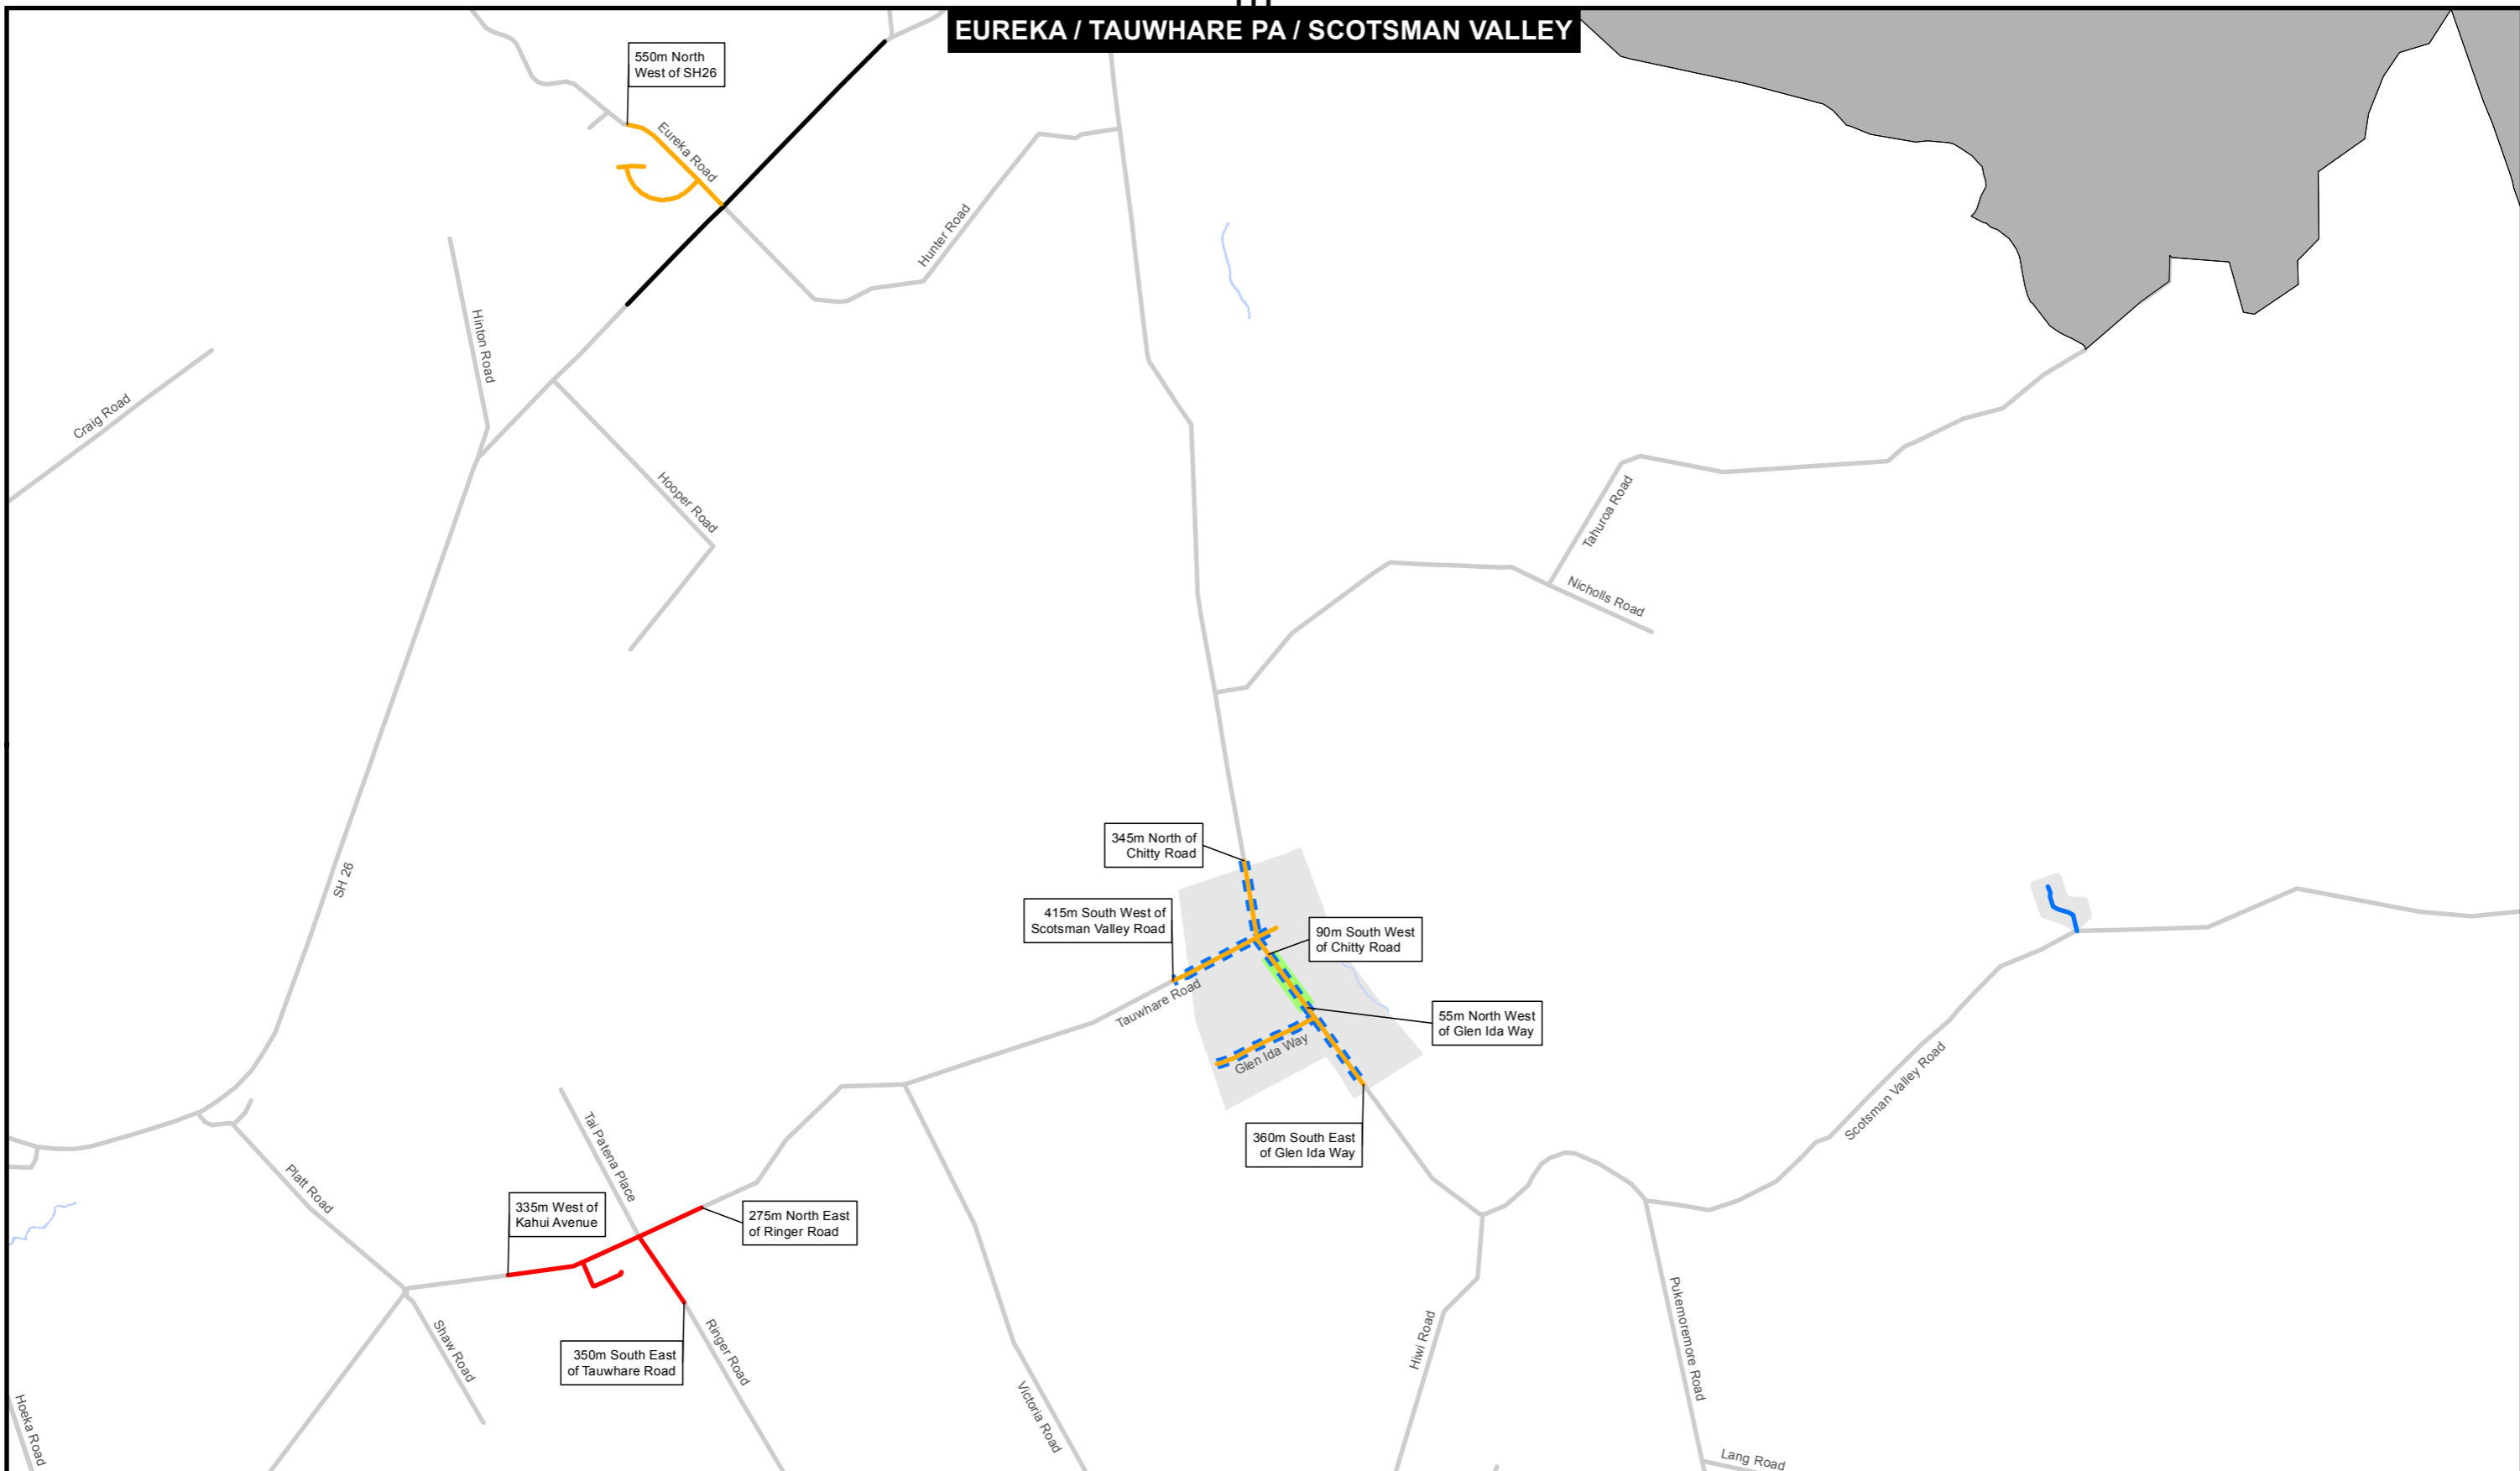 EUREKA / TAUWHARE PA / SCOTSMAN VALLEY
550m North
West of SH26
Eureka Road
Hunter Road
Hinton Road
Craig Road
Hooper Road
Tahuroa Road
Nicholls Road
SH 26
345m North of
Chitty Road
415m South West of
Scotsman Valley Road
90m South West
of Chitty Road
Tauwhare Road
55m North West
of Glen Ida Way
Glen Ida Way
Scotsman Valley Road
360m South East
of Glen Ida Way
Tai Patena Place
Platt Road
335m West of
Kahui Avenue
275m North East
of Ringer Road
Shaw Road
350m South East
of Tauwhare Road
Ringer Road
Hiwi Road
Pukemoremore Road
Hoeka Road
Victoria Road
Lang Road